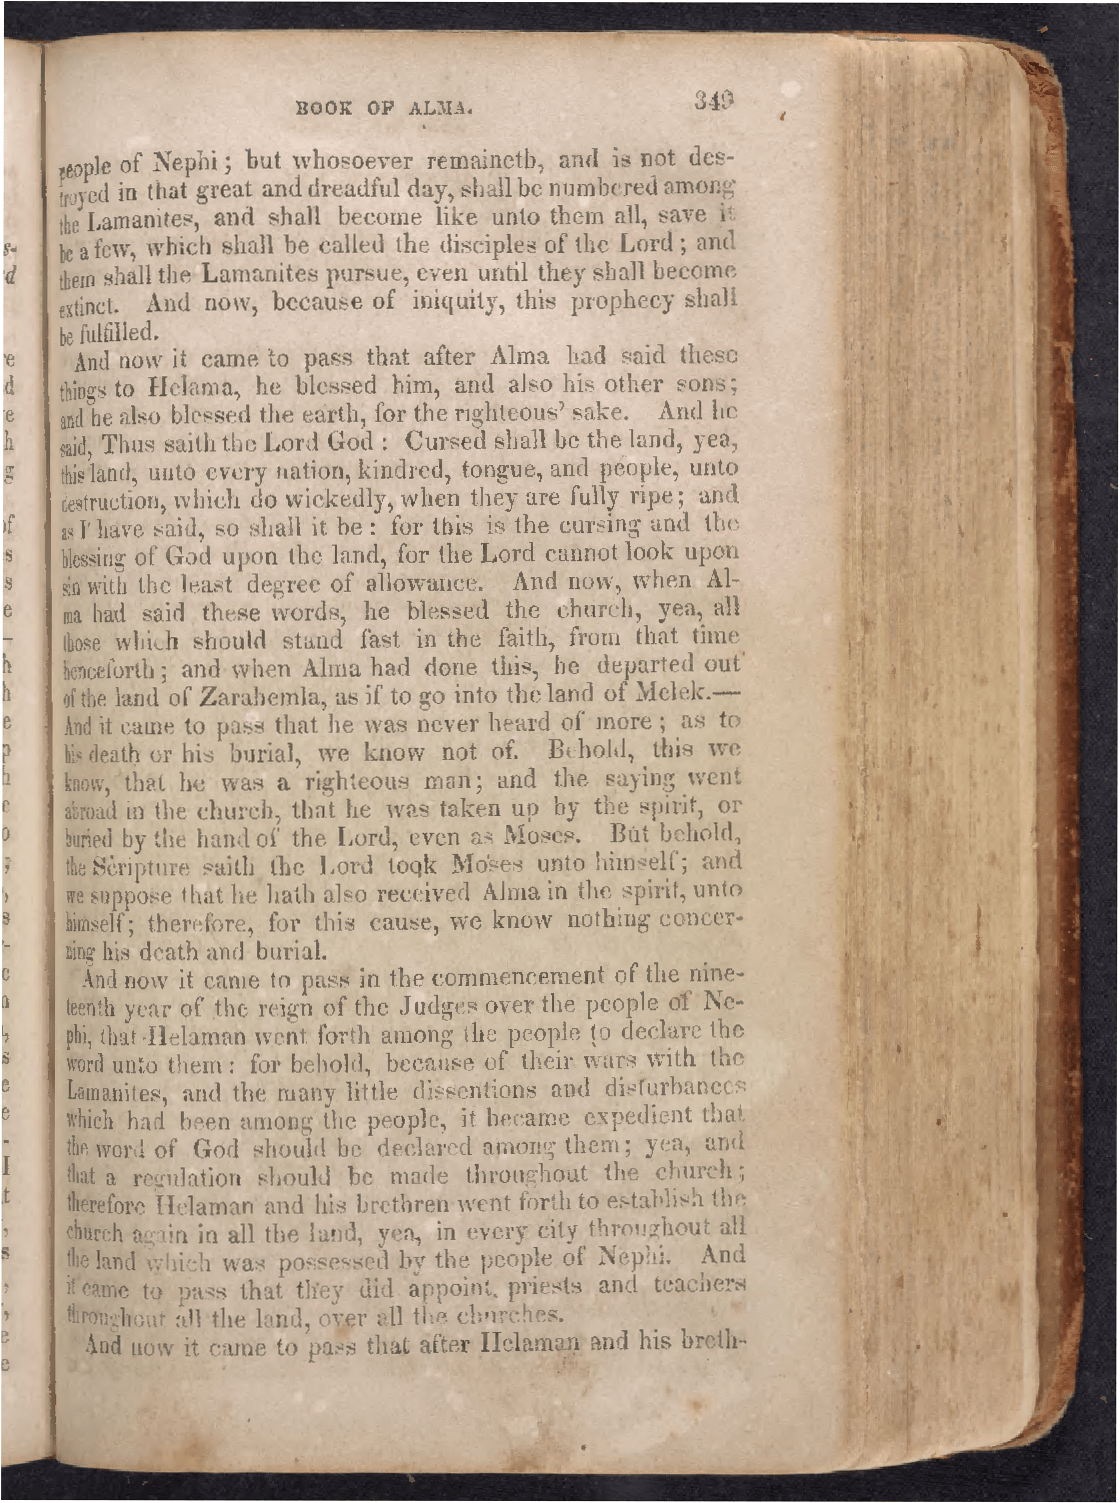 BOOK OF ALMA. 349
people of Nephi; but whosoever remaineth, and is not des-
troyed in that great and dreadful day, shall be numbered among
the Lamanites, and shall become like unto them all, save it
be a few, which shall be called the disciples of the Lord; and
them shall the Lamanites pursue, even until they shall become
extinct. And now, because of iniquity, this prophecy shall
be fulfilled.
And now it came to pass that after Alma had said these
things to Helama, he blessed him, and also his other sons;
and he also blessed the earth, for the righteous' sake. And he
said, Thus saith the Lord God: Cursed shall be the land, yea,
this land, unto every nation, kindred, tongue, and people, unto
destruction, which do wickedly, when they are fully ripe; and
as I have said, so shall it be: for this is the cursing and the
blessing of God upon the land, for the Lord cannot look upon
sin with the least degree of allowance. And now, when Al-
ma had said these words, he blessed the church, yea, all
those which should stand fast in the faith, from that time
henceforth; and when Alma had done this, he departed out
of the land of Zarahemla, as if to go into the land of Melek.—
And it came to pass that he was never heard of more; as to
his death or his burial, we know not of. Behold, this we
know, that he was a righteous man; and the saying went
abroad in the church, that he was taken up by the spirit, or
buried by the hand of the Lord, even as Moses. But behold,
the Scripture saith the Lord took Moses unto himself; and
we suppose that he hath also received Alma in the spirit, unto
himself; therefore, for this cause, we know nothing concer-
ning his death and burial.
And now it came to pass in the commencement of the nine-
teenth year of the reign of the Judges over the people of Ne-
phi, that Helaman went forth among the people to declare the
word unto them: for behold, because of their wars with the
Lamanites, and the many little dissentions and disturbances
which had been among the people, it became expedient that
the word of God should be declared among them; yea, and
that a regulation should be made throughout the church;
therefore Helaman and his brethren went forth to establish the
church again in all the land, yea, in every city throughout all
the land which was possessed by the people of Nephi. And
it came to pass that they did appoint priests and teachers
throughout all the land, over all the churches.
And now it came to pass that after Helaman and his breth-